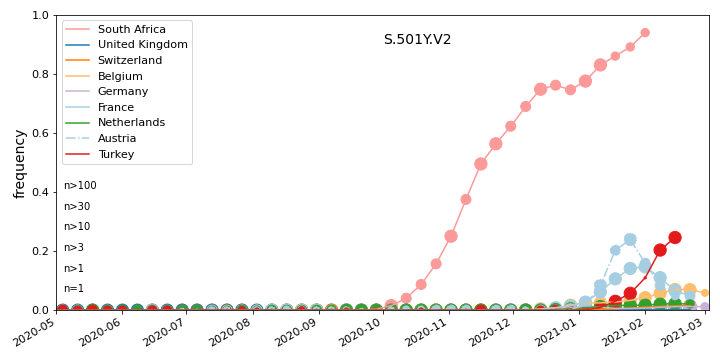 S.501Y.V2
South Africa
United Kingdom
Switzerland
Belgium
Germany
France
Netherlands
Austria
Turkey
n>100
n>30
n>10
n>3
n>1
n=1
frequency
1.0
0.8
0.6
0.4
0.2
0.0
2020-05
2020-06
2020-07
2020-08
2020-09
2020-10
2020-11
2020-12
2021-01
2021-02
2021-03